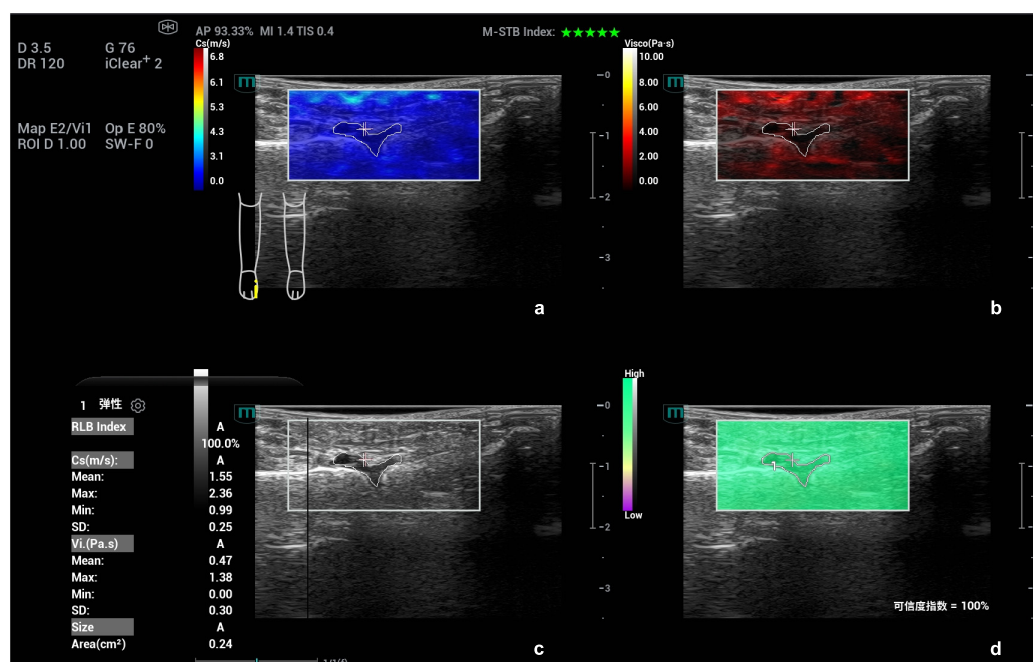 AP 93.33% MI 1.4 TIS 0.4
M-STB Index: ★★★★★
D 3.5 G 76
DR 120 iClear+ 2
Map E2/Vi1 Op E 80%
ROI D 1.00 SW-F 0
Cs(m/s)
6.8
6.1
5.3
4.3
3.1
0.0
m
0
-1
-2
-3
a
Visco(Pa·s)
10.00
8.00
6.00
4.00
2.00
0.00
m
0
-1
-2
-3
b
1 弹性
RLB Index A
100.0%
Cs(m/s): A
Mean: 1.55
Max: 2.36
Min: 0.99
SD: 0.25
Vi.(Pa.s) A
Mean: 0.47
Max: 1.38
Min: 0.00
SD: 0.30
Size A
Area(cm²) 0.24
m
0
-1
-2
-3
c
High
Low
m
可信度指数 = 100%
d